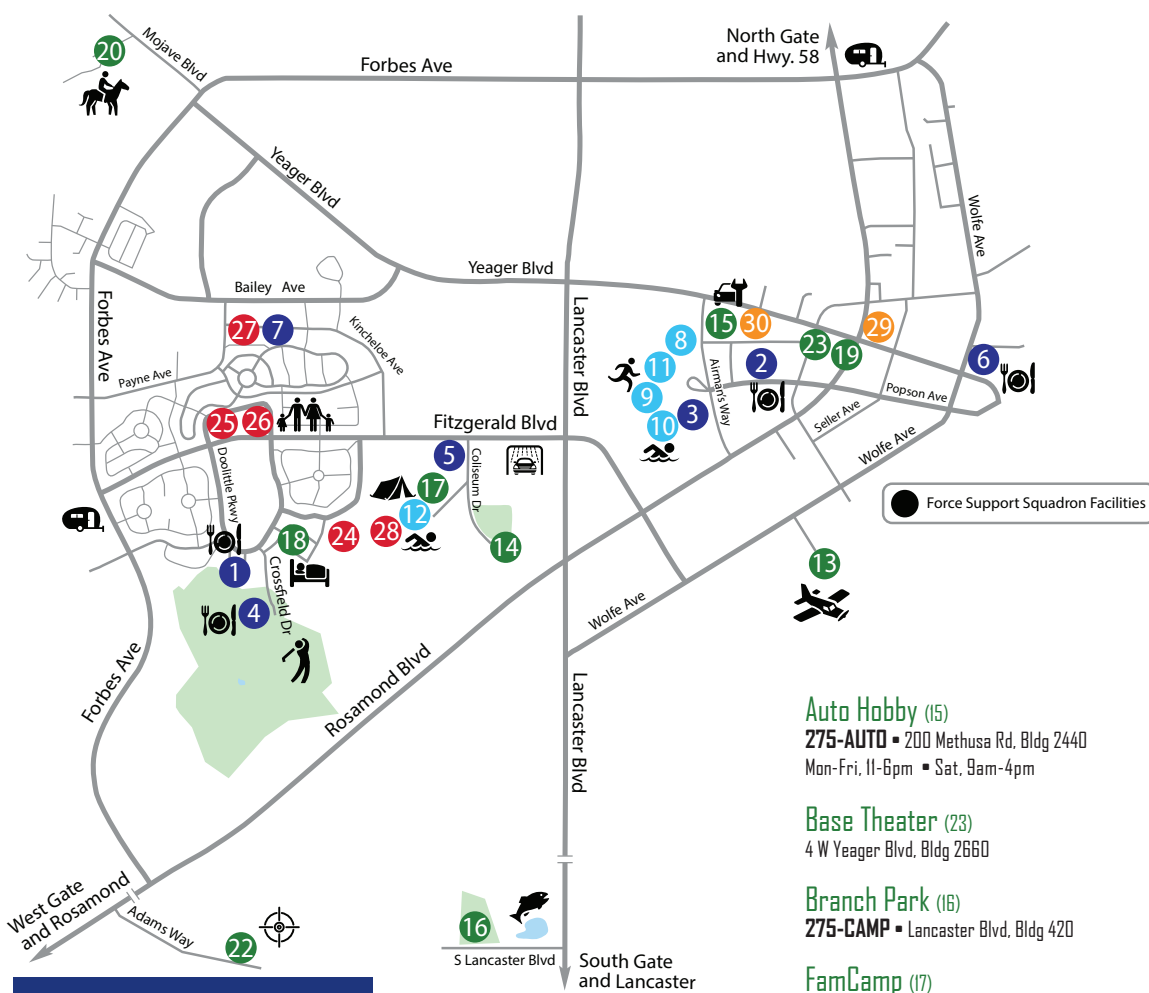 20
Mojave Blvd
Forbes Ave
North Gate
and Hwy. 58
Yeager Blvd
Wolfe Ave
Yeager Blvd
Bailey Ave
Forbes Ave
Lancaster Blvd
27
7
Kincheloe Ave
15
30
29
8
23
19
11
2
6
Payne Ave
Airman's Way
Popson Ave
9
3
10
Seller Ave
25
26
Fitzgerald Blvd
Wolfe Ave
Doolittle Pkwy
5
Coliseum Dr
17
12
Force Support Squadron Facilities
18
24
28
14
13
1
Crossfield Dr
4
Wolfe Ave
Forbes Ave
Rosamond Blvd
Lancaster Blvd
West Gate
and Rosamond
Adams Way
22
16
S Lancaster Blvd
South Gate
and Lancaster
Auto Hobby (15)
275-AUTO ▪ 200 Methusa Rd, Bldg 2440
Mon-Fri, 11-6pm ▪ Sat, 9am-4pm
Base Theater (23)
4 W Yeager Blvd, Bldg 2660
Branch Park (16)
275-CAMP ▪ Lancaster Blvd, Bldg 420
FamCamp (17)